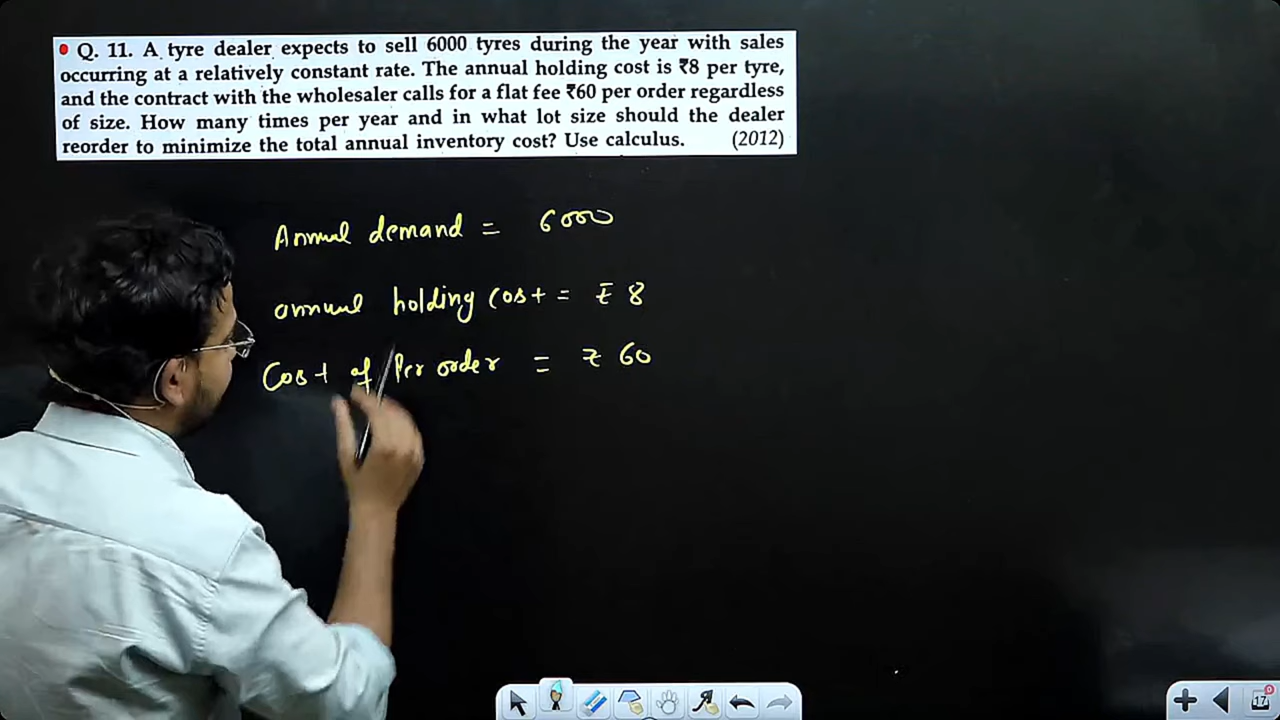 • Q. 11. A tyre dealer expects to sell 6000 tyres during the year with sales
occurring at a relatively constant rate. The annual holding cost is ₹8 per tyre,
and the contract with the wholesaler calls for a flat fee ₹60 per order regardless
of size. How many times per year and in what lot size should the dealer
reorder to minimize the total annual inventory cost? Use calculus. (2012)
Annual demand = 6000
annual holding cost = ₹ 8
Cost of Per order = ₹ 60
17